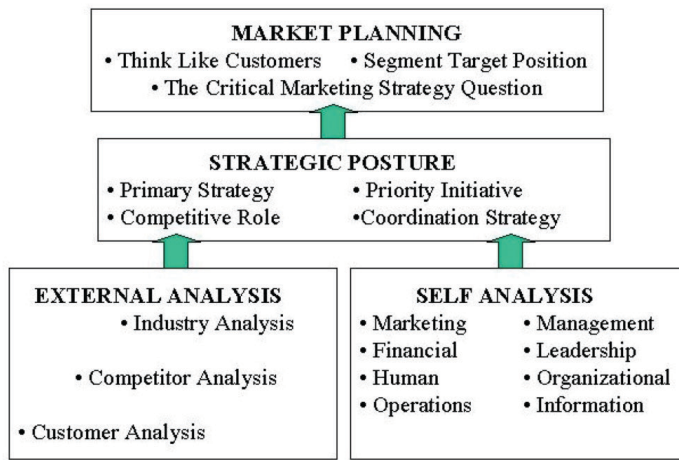 MARKET PLANNING
• Think Like Customers • Segment Target Position
• The Critical Marketing Strategy Question
STRATEGIC POSTURE
• Primary Strategy • Priority Initiative
• Competitive Role •Coordination Strategy
EXTERNAL ANALYSIS
• Industry Analysis
• Competitor Analysis
• Customer Analysis
SELF ANALYSIS
• Marketing • Management
• Financial • Leadership
• Human • Organizational
• Operations • Information